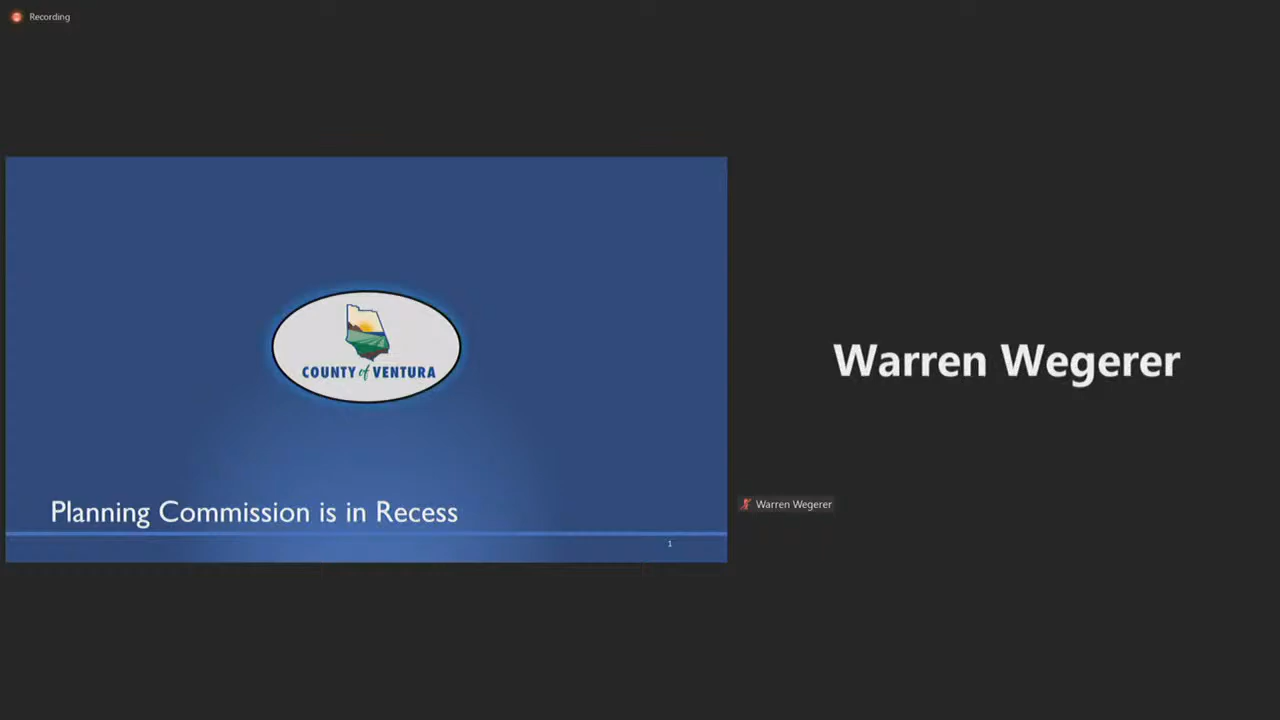 Recording
COUNTY of VENTURA
Planning Commission is in Recess
1
Warren Wegerer
Warren Wegerer